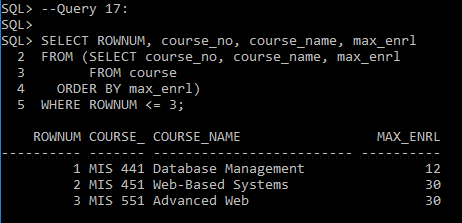 SQL> --Query 17:
SQL>
SQL> SELECT ROWNUM, course_no, course_name, max_enrl
  2  FROM (SELECT course_no, course_name, max_enrl
  3        FROM course
  4    ORDER BY max_enrl)
  5  WHERE ROWNUM <= 3;
    ROWNUM COURSE_ COURSE_NAME                 MAX_ENRL
---------- ------- ------------------------- ----------
         1 MIS 441 Database Management               12
         2 MIS 451 Web-Based Systems                 30
         3 MIS 551 Advanced Web                      30